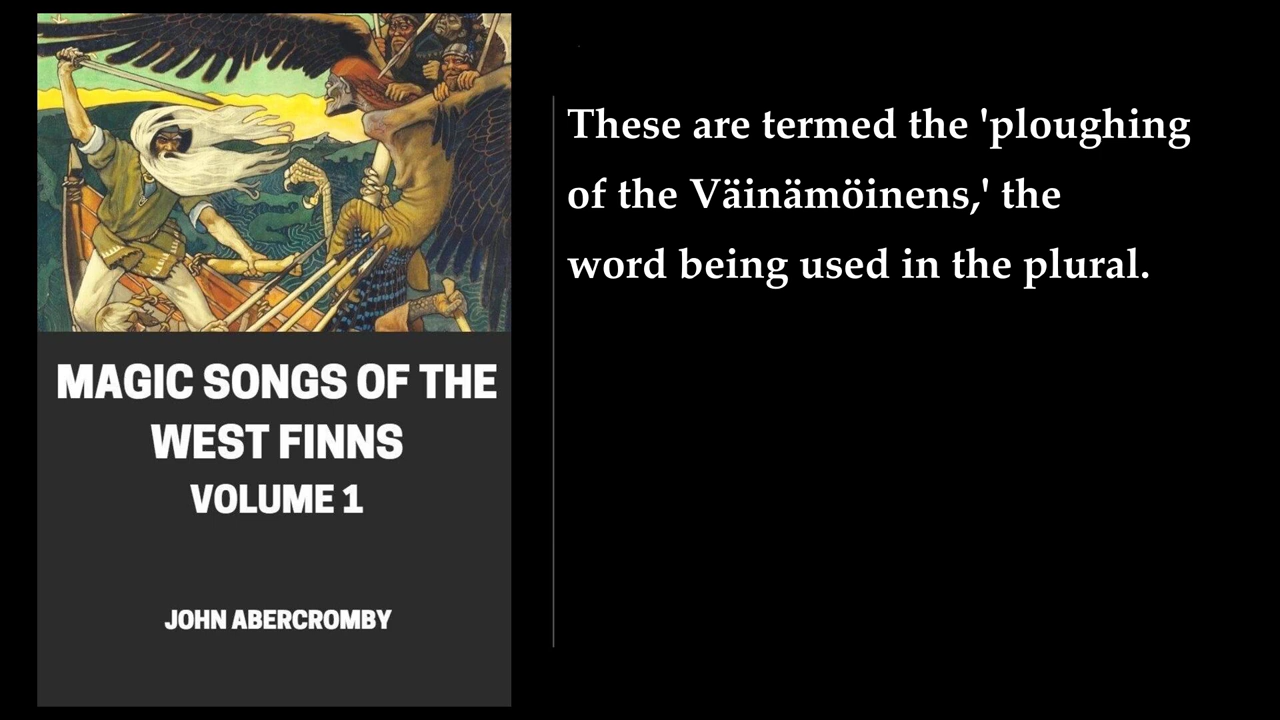 MAGIC SONGS OF THE
WEST FINNS
VOLUME 1
JOHN ABERCROMBY
These are termed the 'ploughing
of the Väinämöinens,' the
word being used in the plural.